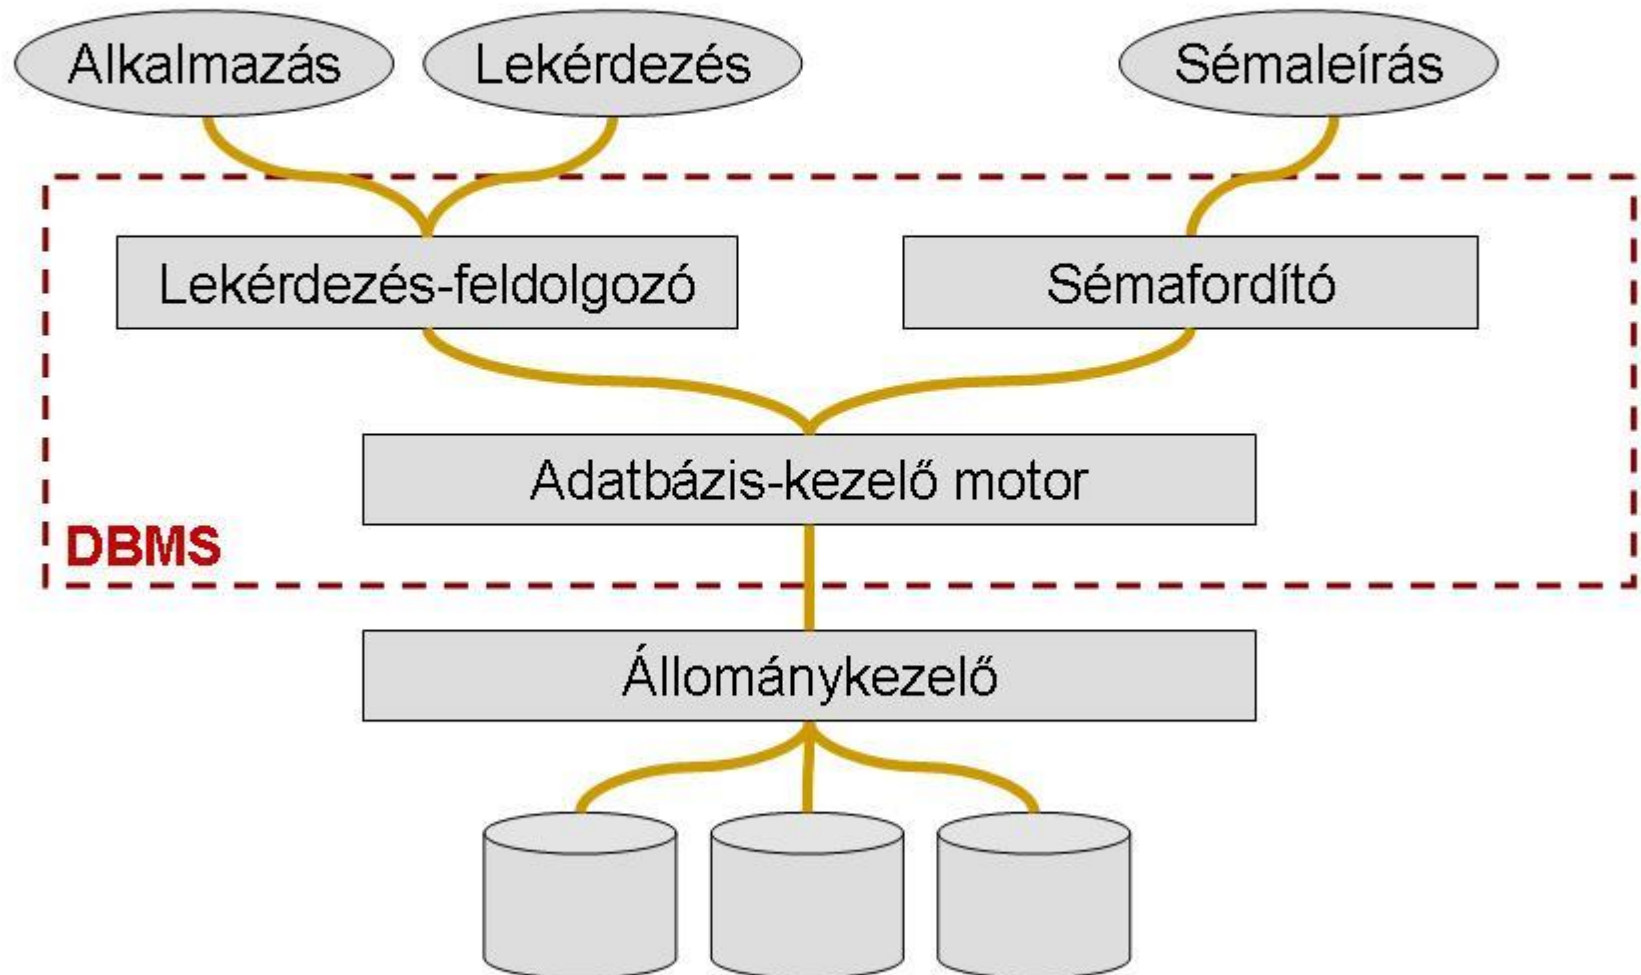 Alkalmazás
Lekérdezés
Sémaleírás
Lekérdezés-feldolgozó
Sémafordító
Adatbázis-kezelő motor
DBMS
Állománykezelő